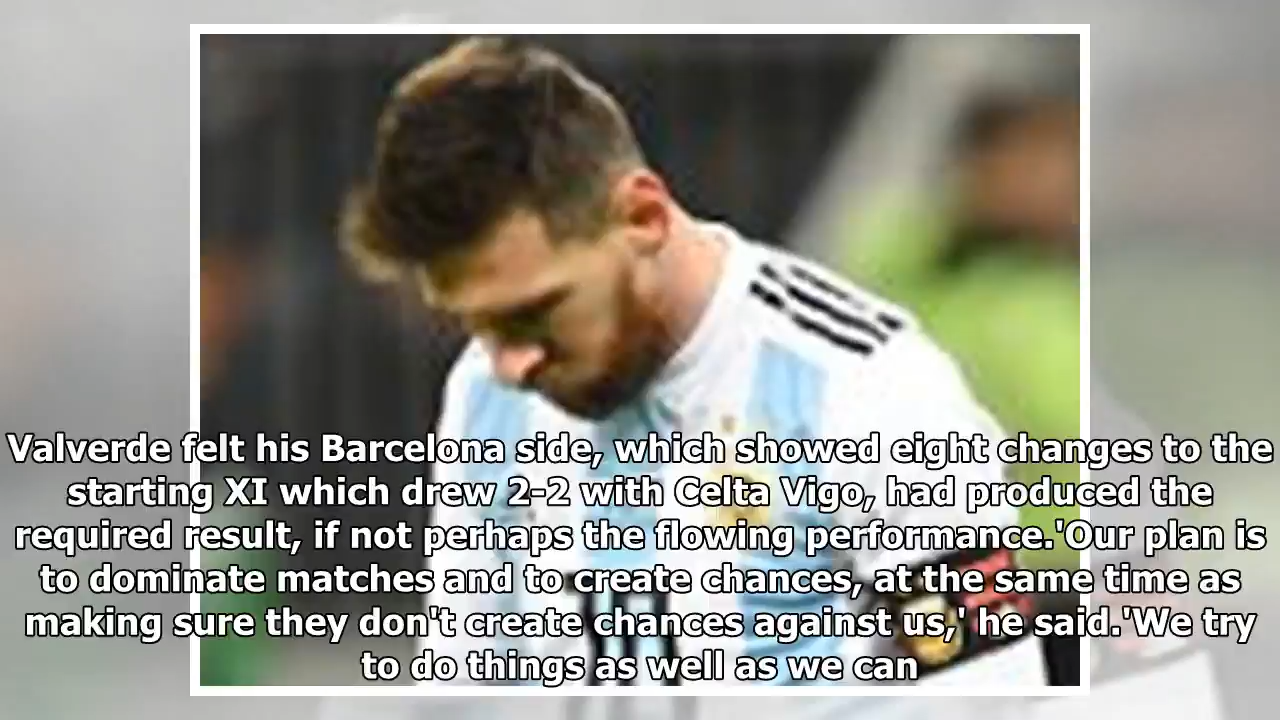 Valverde felt his Barcelona side, which showed eight changes to the
starting XI which drew 2-2 with Celta Vigo, had produced the
required result, if not perhaps the flowing performance.'Our plan is
to dominate matches and to create chances, at the same time as
making sure they don't create chances against us,' he said.'We try
to do things as well as we can